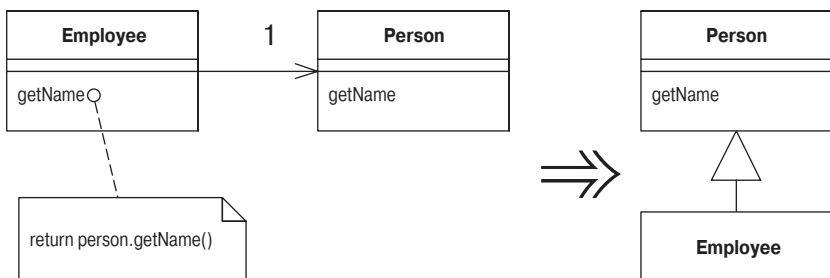 Employee
1
Person
getName
getName
return person.getName()
Person
getName
Employee